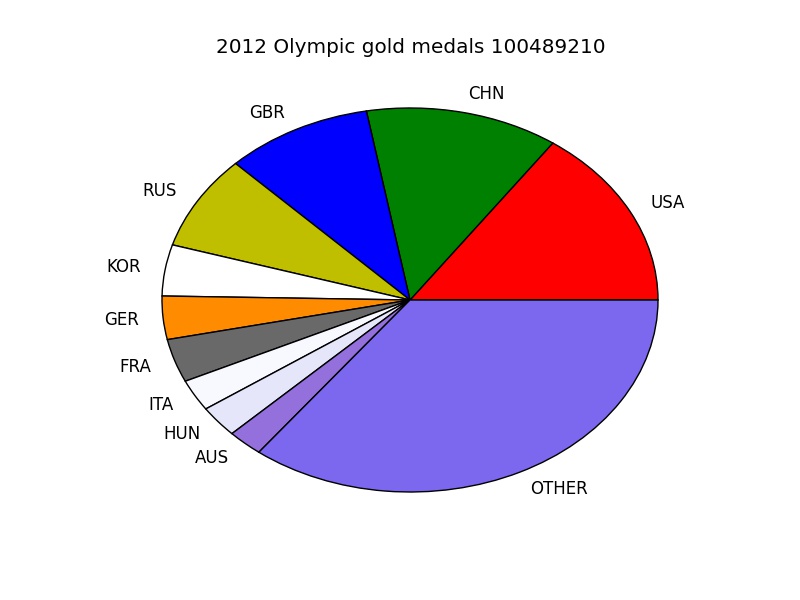 2012 Olympic gold medals 100489210
CHN
GBR
USA
RUS
KOR
GER
FRA
ITA
HUN
AUS
OTHER